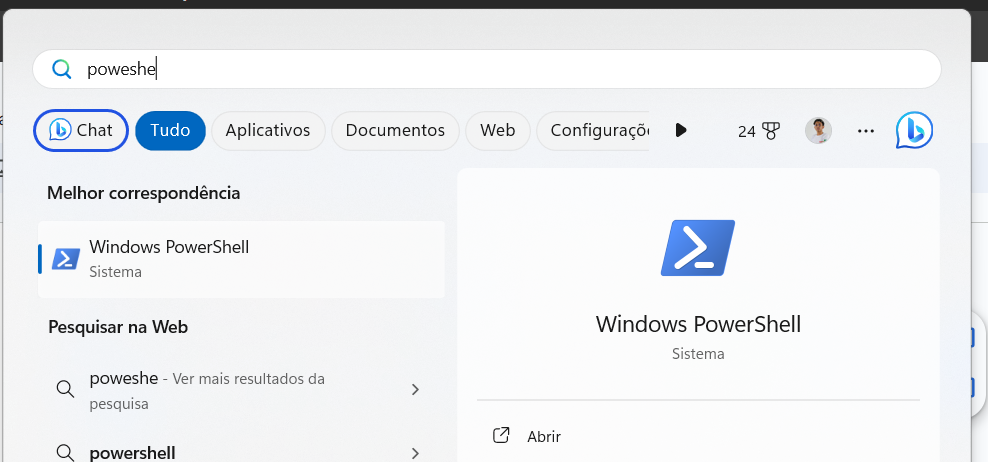 poweshe
Chat
Tudo
Aplicativos
Documentos
Web
Configuraçõ
24
Melhor correspondência
Windows PowerShell
Sistema
Pesquisar na Web
poweshe - Ver mais resultados da
pesquisa
powershell
Windows PowerShell
Sistema
Abrir